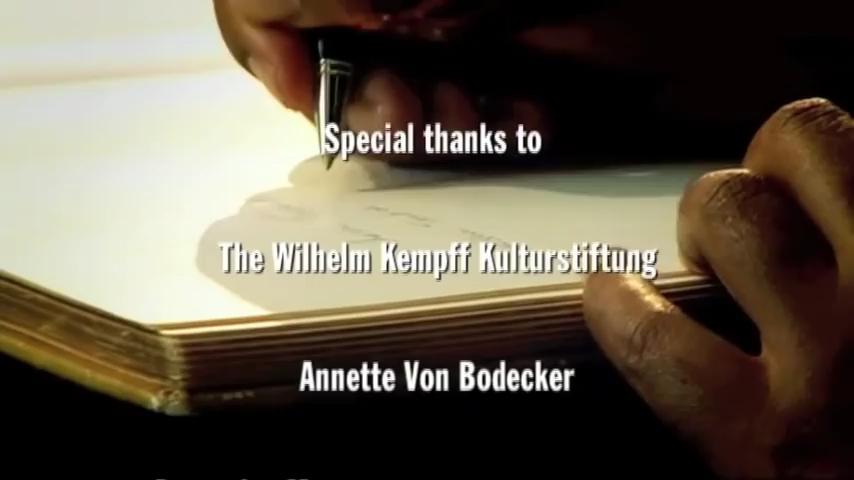 Special thanks to
The Wilhelm Kempff Kulturstiftung
Annette Von Bodecker